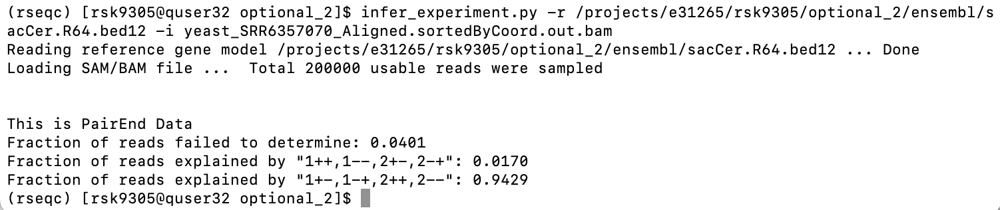 (rseqc) [rsk9305@quser32 optional_2]$ infer_experiment.py -r /projects/e31265/rsk9305/optional_2/ensembl/s
acCer.R64.bed12 -i yeast_SRR6357070_Aligned.sortedByCoord.out.bam
Reading reference gene model /projects/e31265/rsk9305/optional_2/ensembl/sacCer.R64.bed12 ... Done
Loading SAM/BAM file ...  Total 200000 usable reads were sampled
This is PairEnd Data
Fraction of reads failed to determine: 0.0401
Fraction of reads explained by "1++,1--,2+-,2-+": 0.0170
Fraction of reads explained by "1+-,1-+,2++,2--": 0.9429
(rseqc) [rsk9305@quser32 optional_2]$